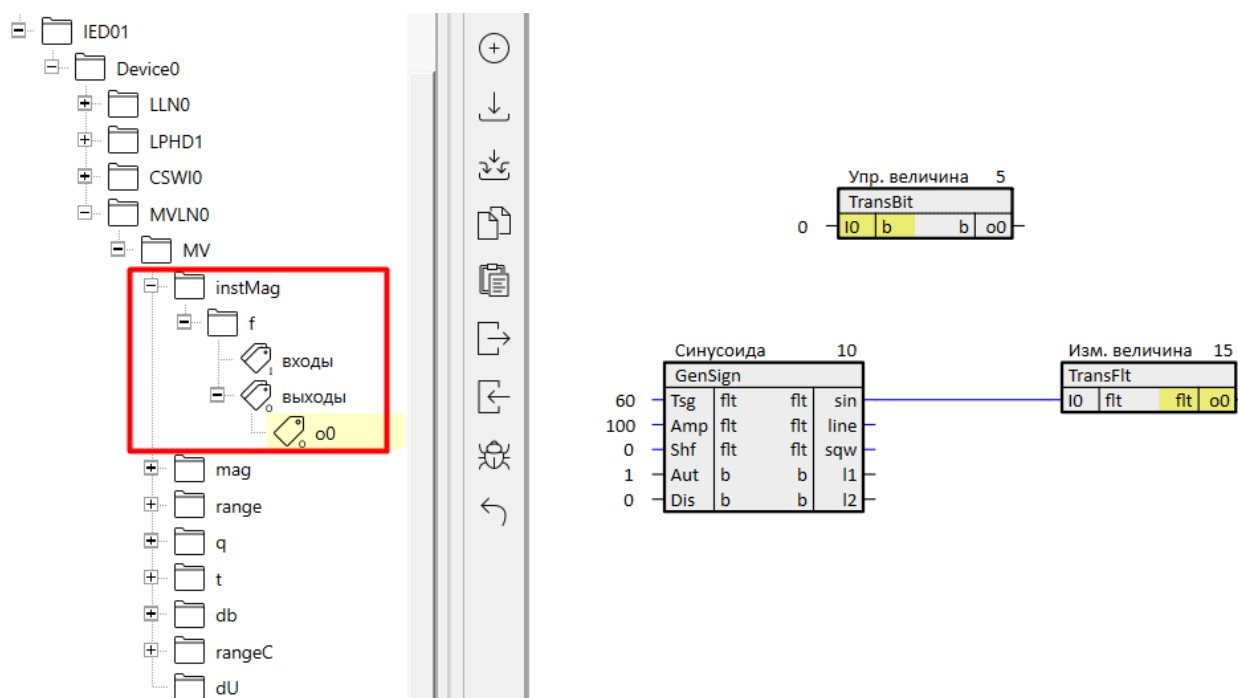 IED01
Device0
LLN0
LPHD1
CSWI0
MVLN0
MV
instMag
f
входы
I
выходы
O
o0
O
mag
range
q
t
db
rangeC
dU
Упр. величина 5
TransBit
0 I0 b b o0
Синусоида 10
GenSign
60 Tsg flt flt sin
100 Amp flt flt line
0 Shf flt flt sqw
1 Aut b b l1
0 Dis b b l2
Изм. величина 15
TransFlt
I0 flt flt o0